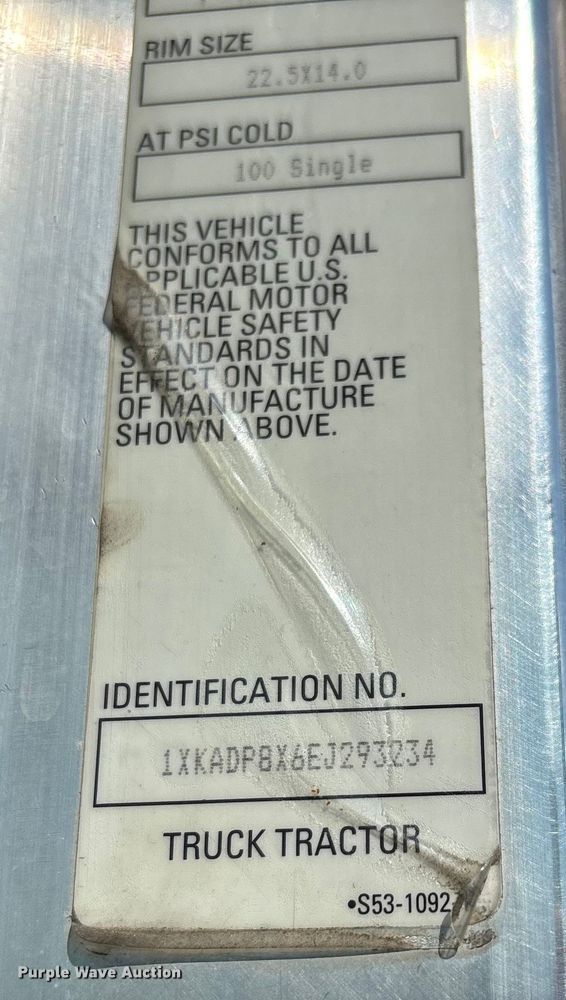 RIM SIZE
22.5X14.0
AT PSI COLD
100 Single
THIS VEHICLE
CONFORMS TO ALL
APPLICABLE U.S.
FEDERAL MOTOR
VEHICLE SAFETY
STANDARDS IN
EFFECT ON THE DATE
OF MANUFACTURE
SHOWN ABOVE.
IDENTIFICATION NO.
1XKADP8X6EJ293234
TRUCK TRACTOR
•S53-1092
Purple Wave Auction